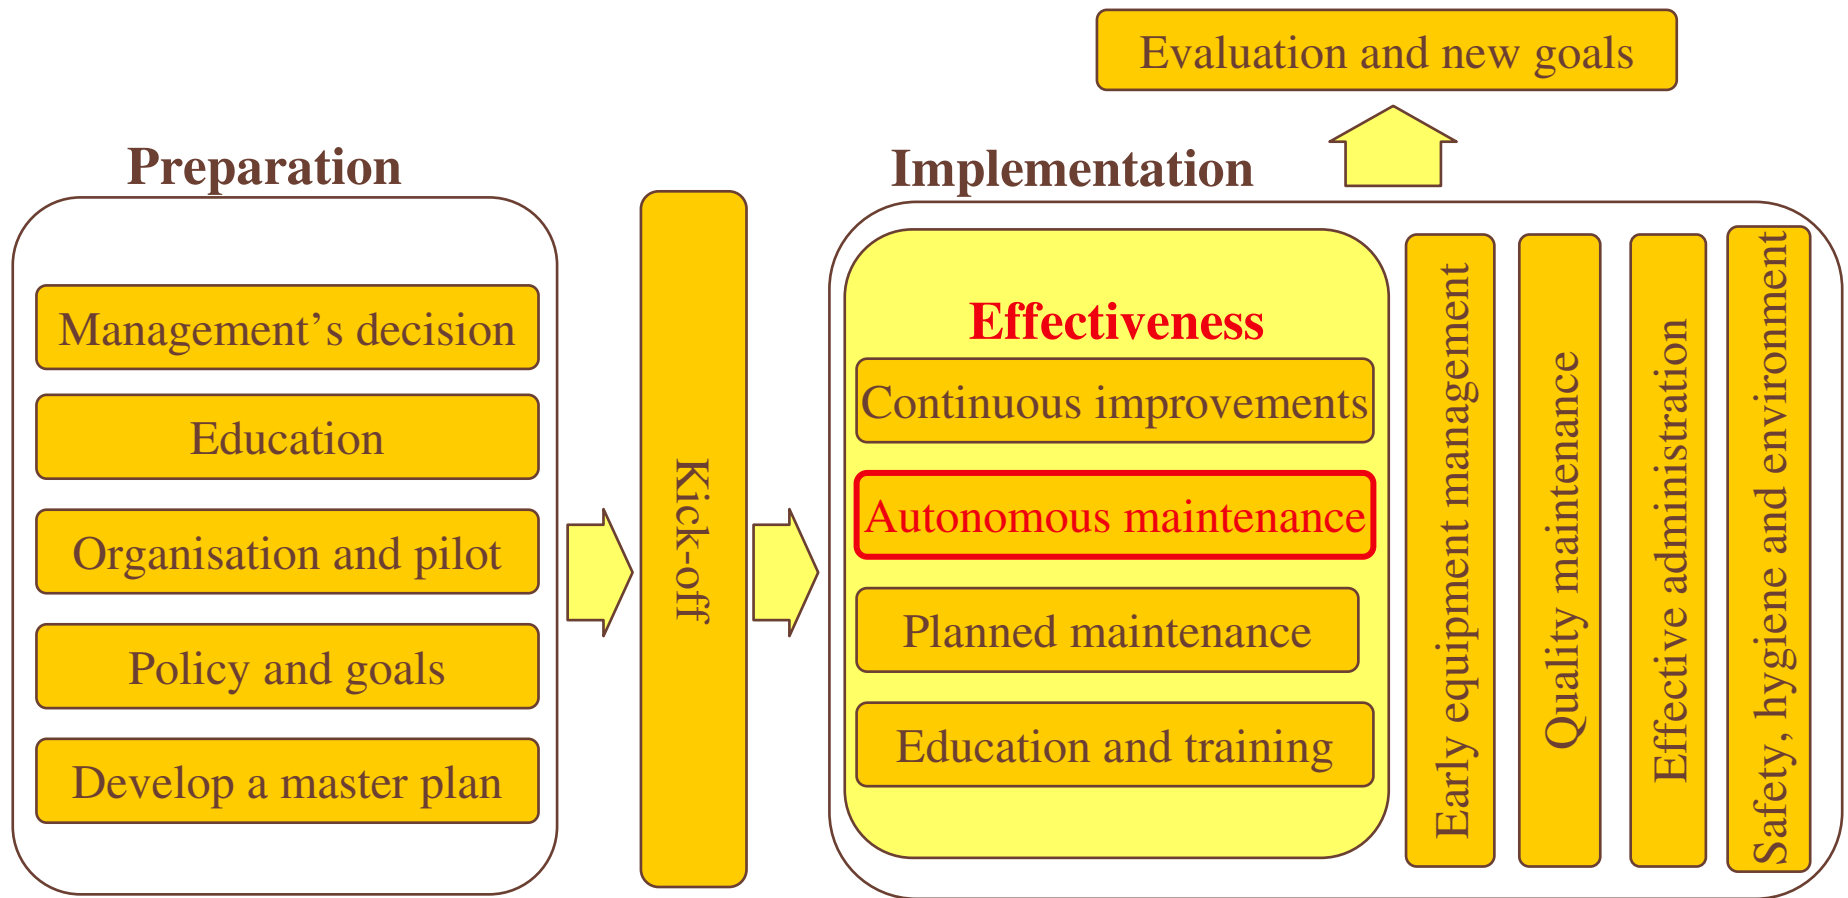 Evaluation and new goals
Preparation
Management’s decision
Education
Organisation and pilot
Policy and goals
Develop a master plan
Kick-off
Implementation
Effectiveness
Continuous improvements
Autonomous maintenance
Planned maintenance
Education and training
Early equipment management
Quality maintenance
Effective administration
Safety, hygiene and environment